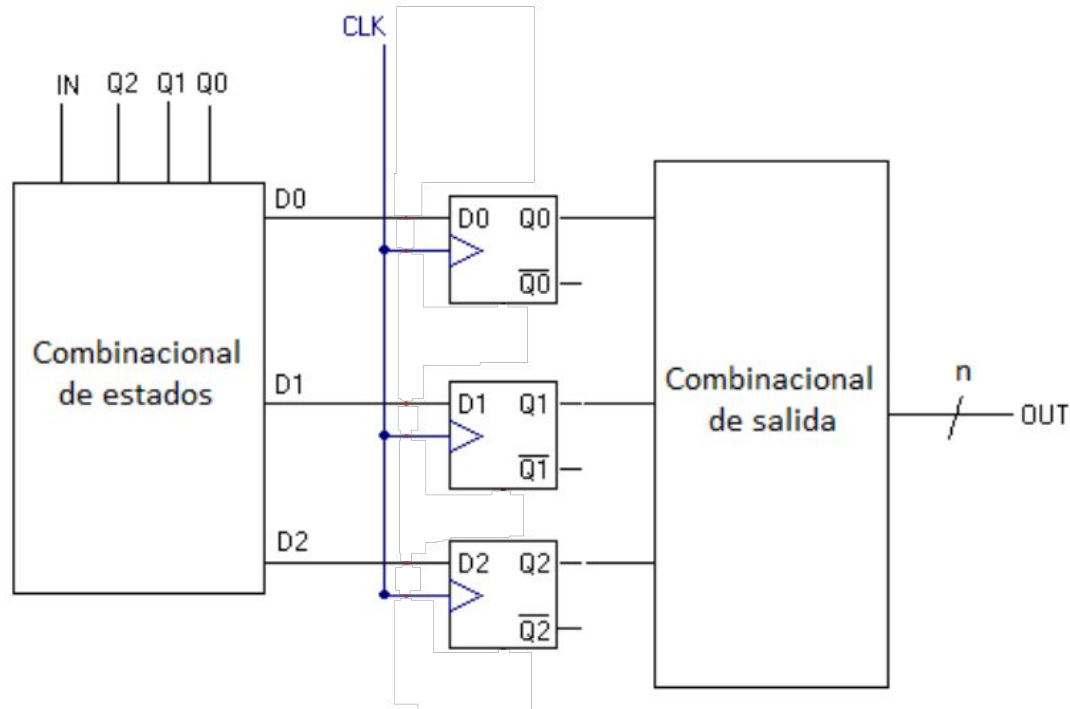 CLK
IN Q2 Q1 Q0
D0
D0 Q0
Q0
Combinacional
de estados
D1
D1 Q1
Q1
Combinacional
de salida
n
OUT
D2
D2 Q2
Q2